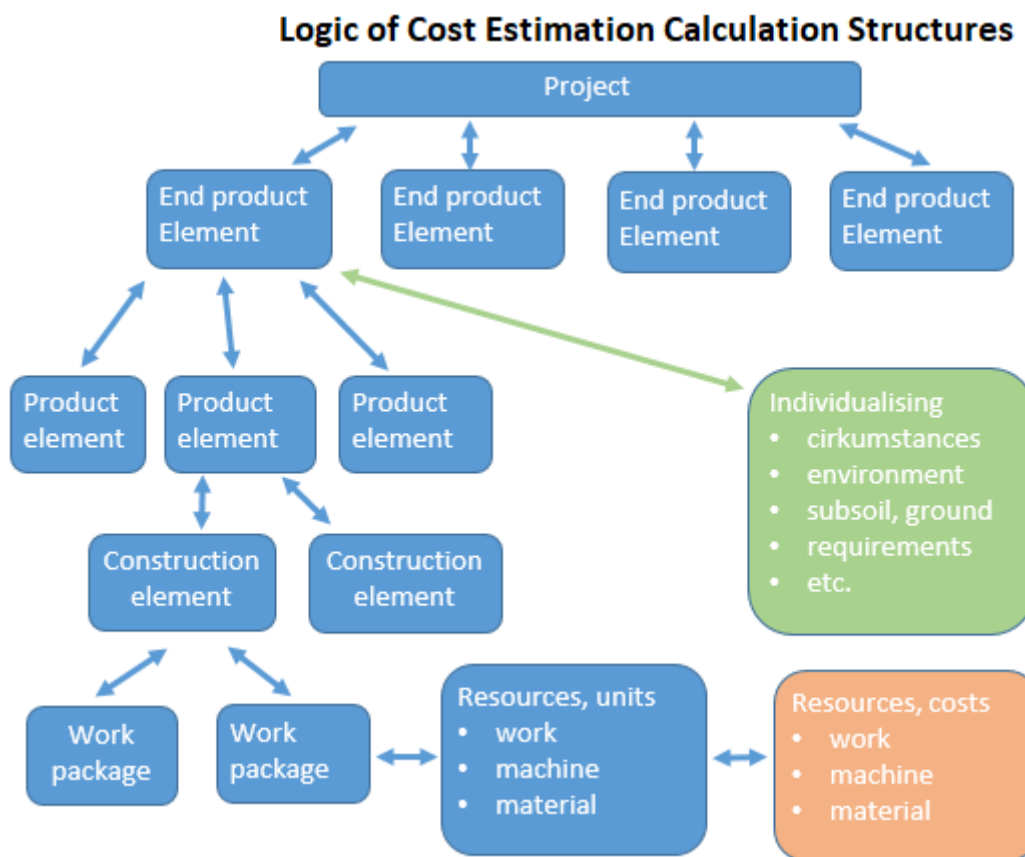 Logic of Cost Estimation Calculation Structures
Project
End product
Element
End product
Element
End product
Element
End product
Element
Product
element
Product
element
Product
element
Individualising
• cirkumstances
• environment
• subsoil, ground
• requirements
• etc.
Construction
element
Construction
element
Work
package
Work
package
Resources, units
• work
• machine
• material
Resources, costs
• work
• machine
• material